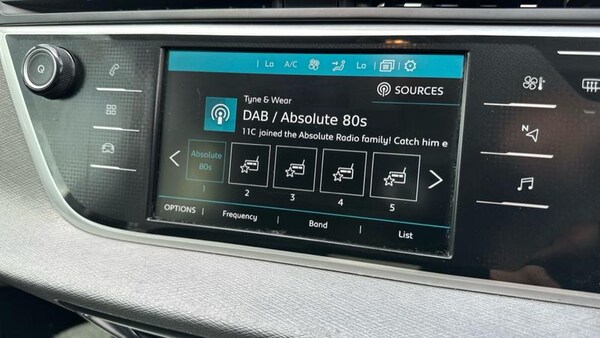 Lo A/C Lo
SOURCES
Tyne & Wear
DAB / Absolute 80s
11C joined the Absolute Radio family! Catch him e
Absolute
80s
1 2 3 4 5
OPTIONS Frequency Band List
N